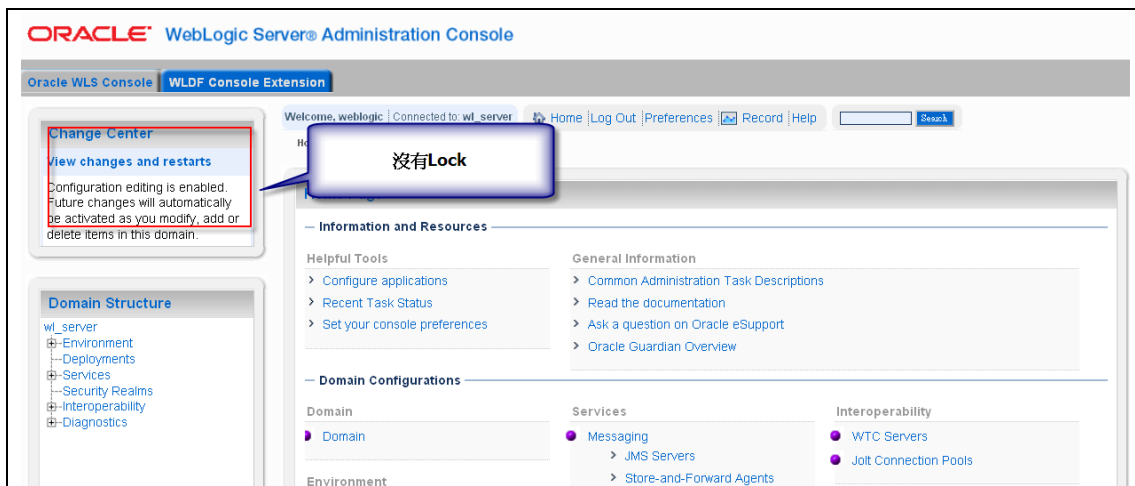 ORACLE® WebLogic Server® Administration Console
Oracle WLS Console
WLDF Console Extension
Change Center
View changes and restarts
Configuration editing is enabled.
Future changes will automatically
be activated as you modify, add or
delete items in this domain.
Domain Structure
wl_server
Environment
Deployments
Services
Security Realms
Interoperability
Diagnostics
Welcome, weblogic
Connected to: wl_server
Home
Log Out
Preferences
Record
Help
Search
沒有Lock
Information and Resources
Helpful Tools
Configure applications
Recent Task Status
Set your console preferences
General Information
Common Administration Task Descriptions
Read the documentation
Ask a question on Oracle eSupport
Oracle Guardian Overview
Domain Configurations
Domain
Domain
Environment
Services
Messaging
JMS Servers
Store-and-Forward Agents
Interoperability
WTC Servers
Jolt Connection Pools